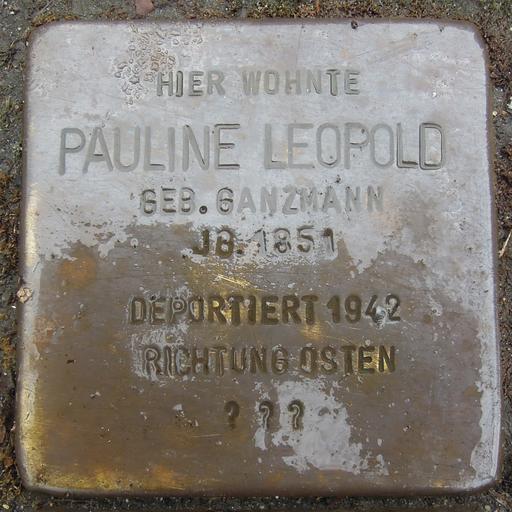 HIER WOHNTE
PAULINE LEOPOLD
GEB. GANZMANN
JG. 1851
DEPORTIERT 1942
RICHTUNG OSTEN
? ? ?